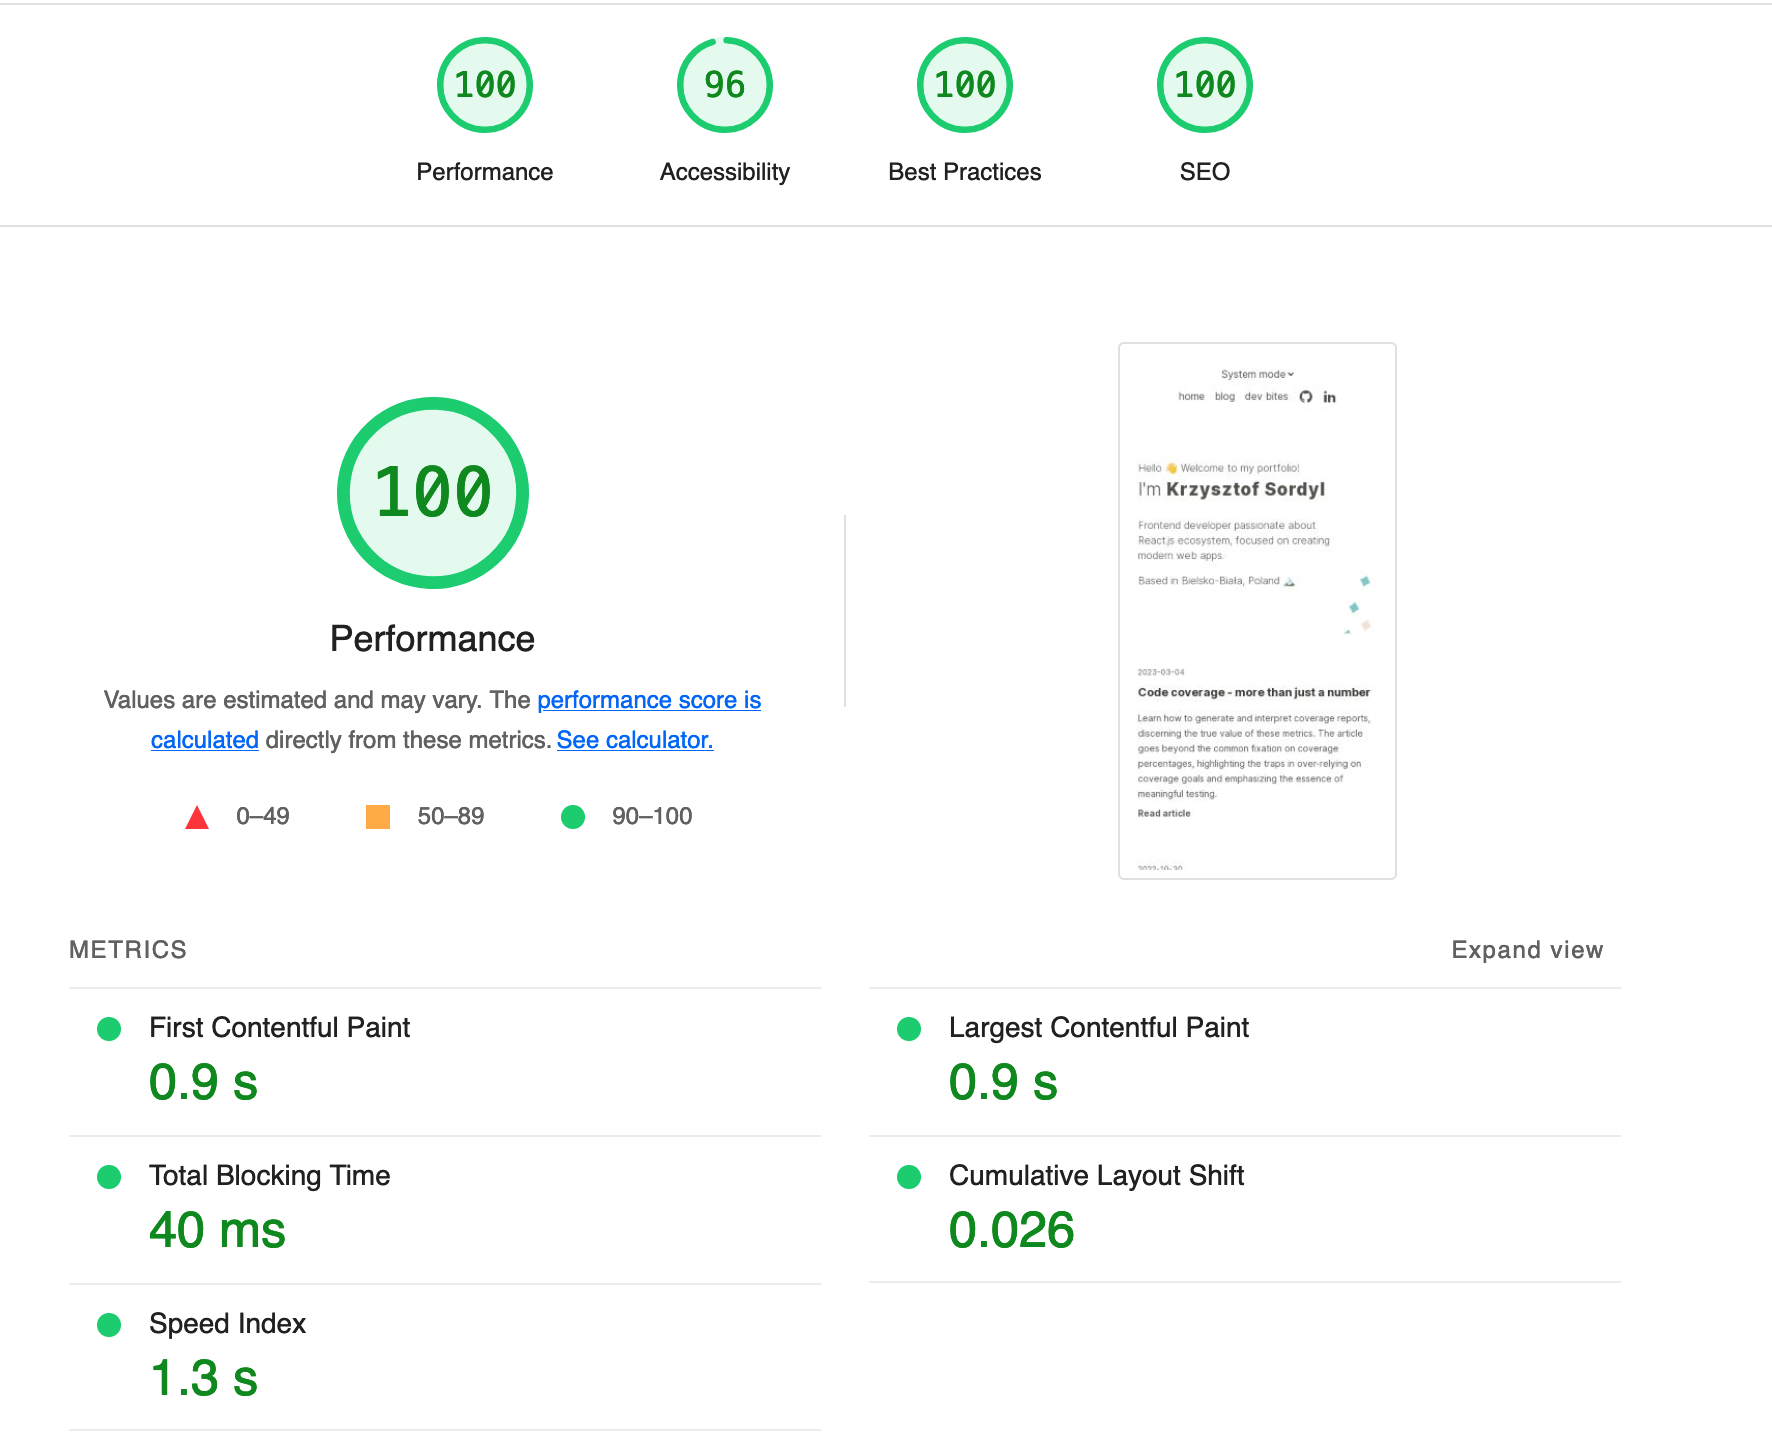 100
96
100
100
Performance
Accessibility
Best Practices
SEO
100
Performance
Values are estimated and may vary. The performance score is
calculated directly from these metrics. See calculator.
0–49
50–89
90–100
System mode
home blog dev bites in
Hello 👋 Welcome to my portfolio!
I'm Krzysztof Sordyl
Frontend developer passionate about
React.js ecosystem, focused on creating
modern web apps.
Based in Bielsko-Biała, Poland
2023-03-04
Code coverage - more than just a number
Learn how to generate and interpret coverage reports,
discerning the true value of these metrics. The article
goes beyond the common fixation on coverage
percentages, highlighting the traps in over-relying on
coverage goals and emphasizing the essence of
meaningful testing.
Read article
METRICS
Expand view
First Contentful Paint
0.9 s
Largest Contentful Paint
0.9 s
Total Blocking Time
40 ms
Cumulative Layout Shift
0.026
Speed Index
1.3 s